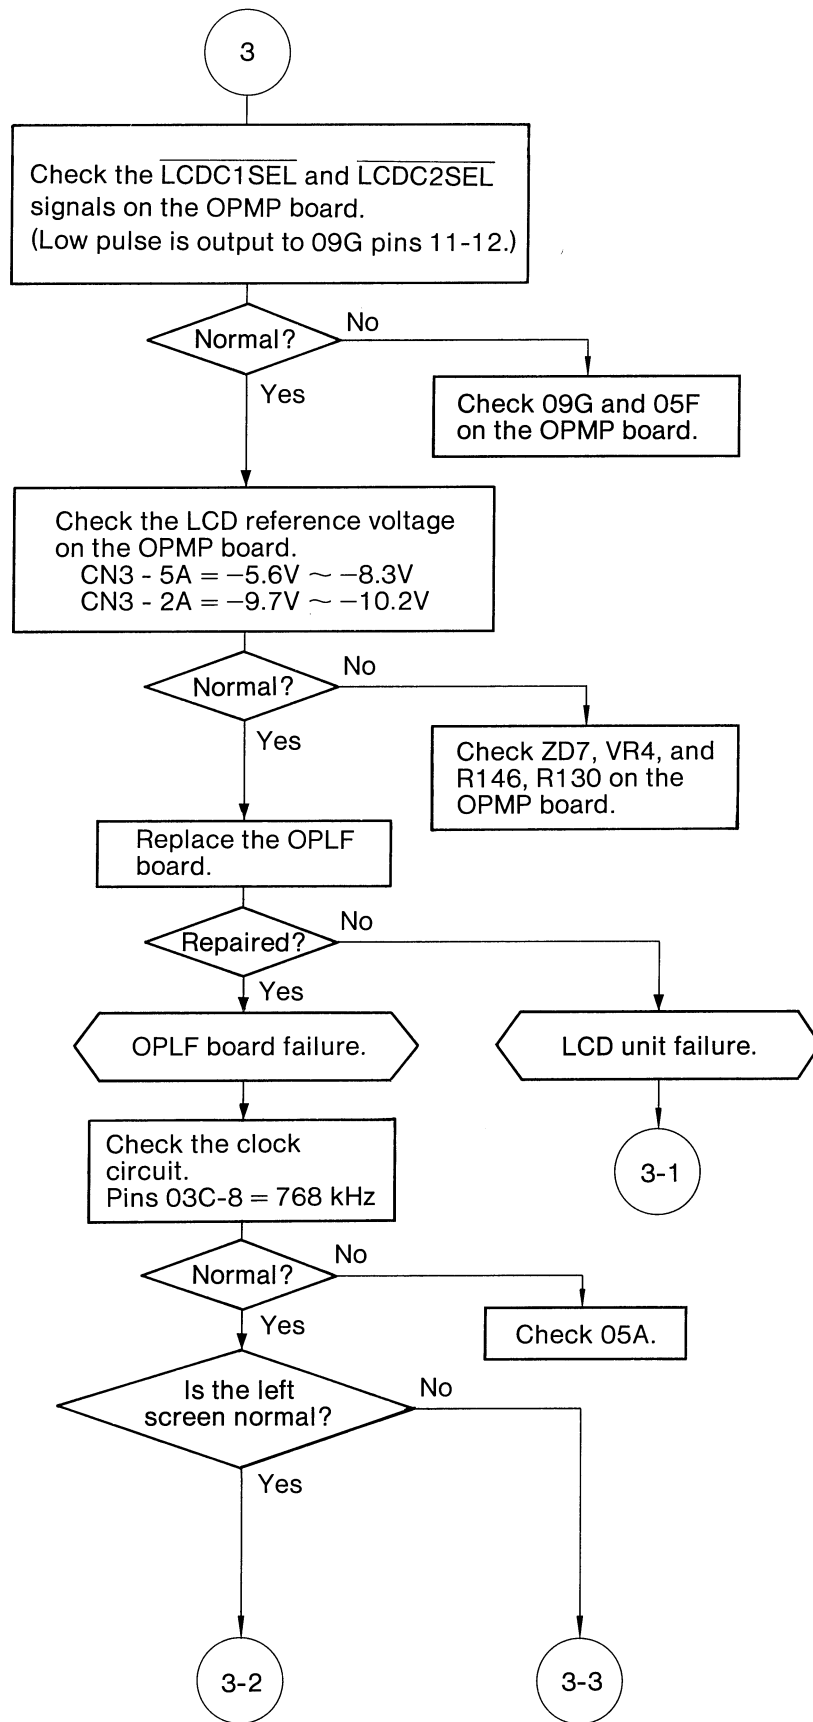 3
Check the LCDC1SEL and LCDC2SEL
signals on the OPMP board.
(Low pulse is output to 09G pins 11-12.)
Normal?
No
Yes
Check 09G and 05F
on the OPMP board.
Check the LCD reference voltage
on the OPMP board.
CN3 - 5A = −5.6V ~ −8.3V
CN3 - 2A = −9.7V ~ −10.2V
Normal?
No
Yes
Check ZD7, VR4, and
R146, R130 on the
OPMP board.
Replace the OPLF
board.
Repaired?
No
Yes
OPLF board failure.
LCD unit failure.
Check the clock
circuit.
Pins 03C-8 = 768 kHz
3-1
Normal?
No
Yes
Check 05A.
Is the left
screen normal?
No
Yes
3-2
3-3